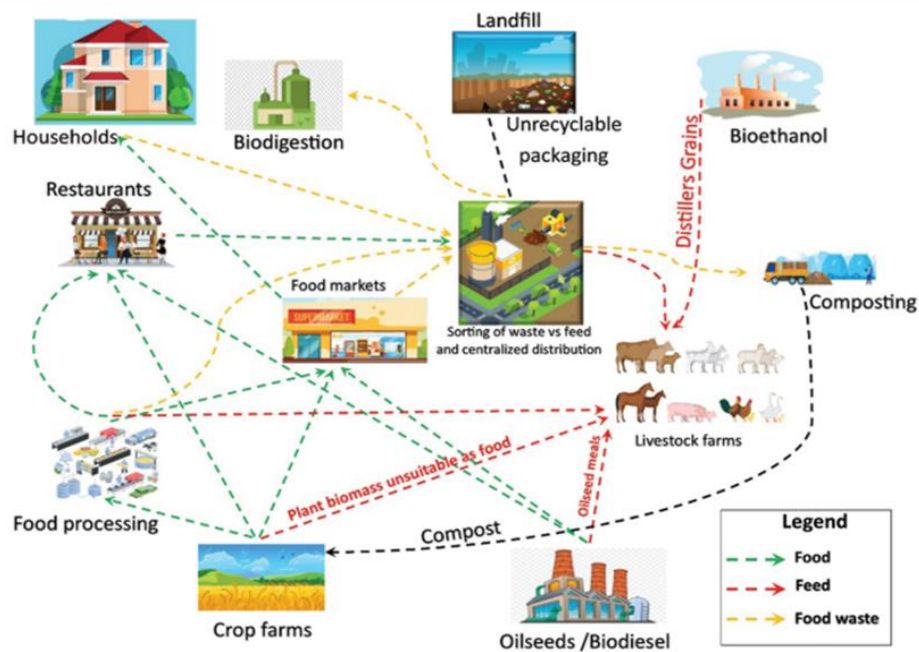 Landfill
Households
Biodigestion
Unrecyclable
packaging
Bioethanol
Distillers Grains
Restaurants
Food markets
SUPERMARKET
Sorting of waste vs feed
and centralized distribution
Composting
Livestock farms
Food processing
Plant biomass unsuitable as food
Oilseed meals
Compost
Crop farms
Oilseeds /Biodiesel
Legend
Food
Feed
Food waste